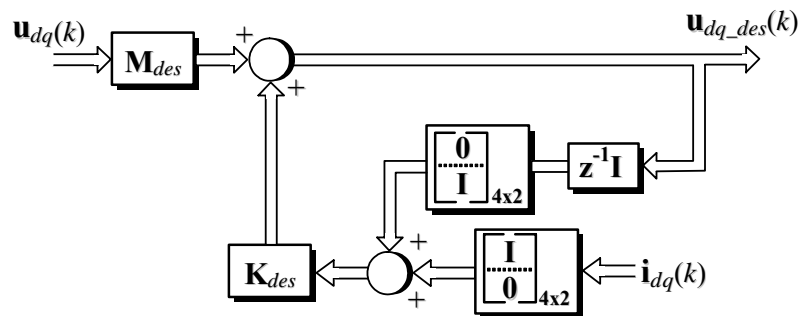 u_dq(k)
u_dq_des(k)
M_des
+
+
[0 / I] 4x2
z^-1 I
K_des
+
+
[I / 0] 4x2
i_dq(k)